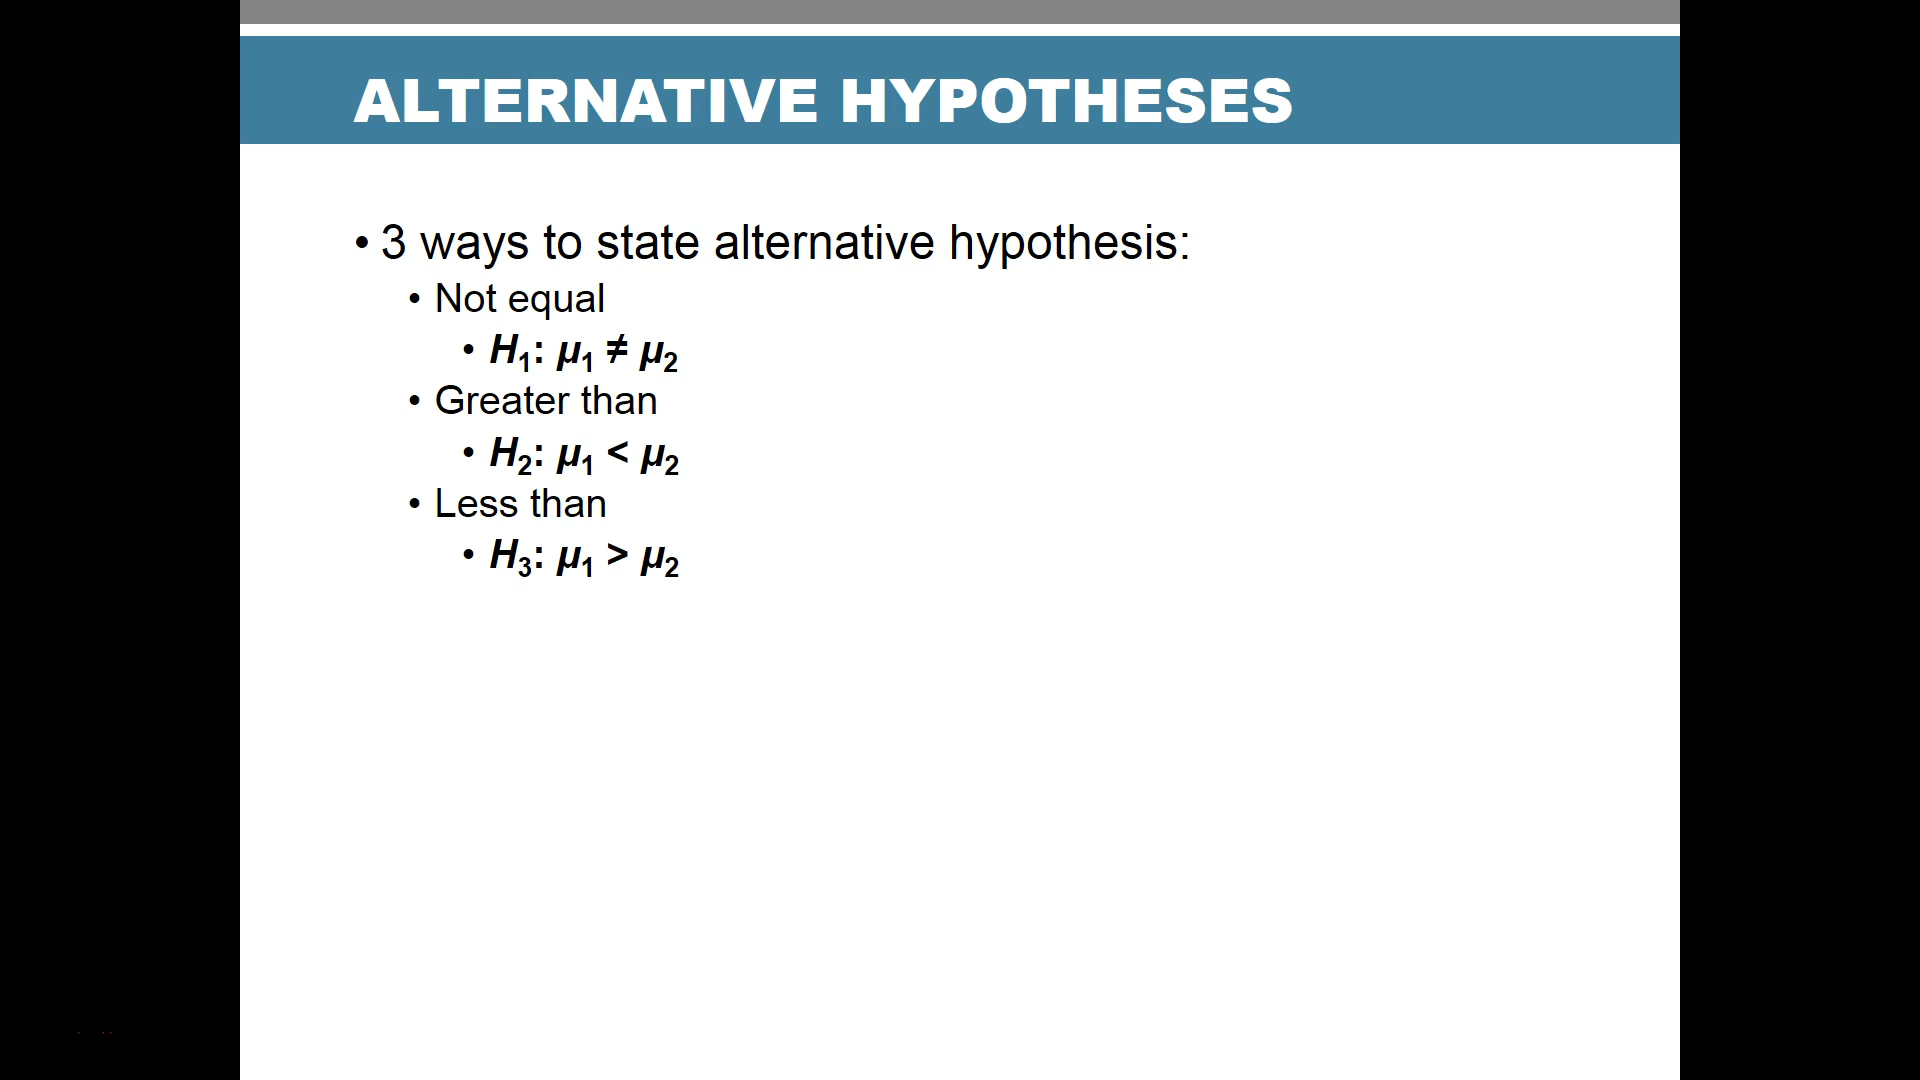 ALTERNATIVE HYPOTHESES
• 3 ways to state alternative hypothesis:
• Not equal
• H₁: μ₁ ≠ μ₂
• Greater than
• H₂: μ₁ < μ₂
• Less than
• H₃: μ₁ > μ₂